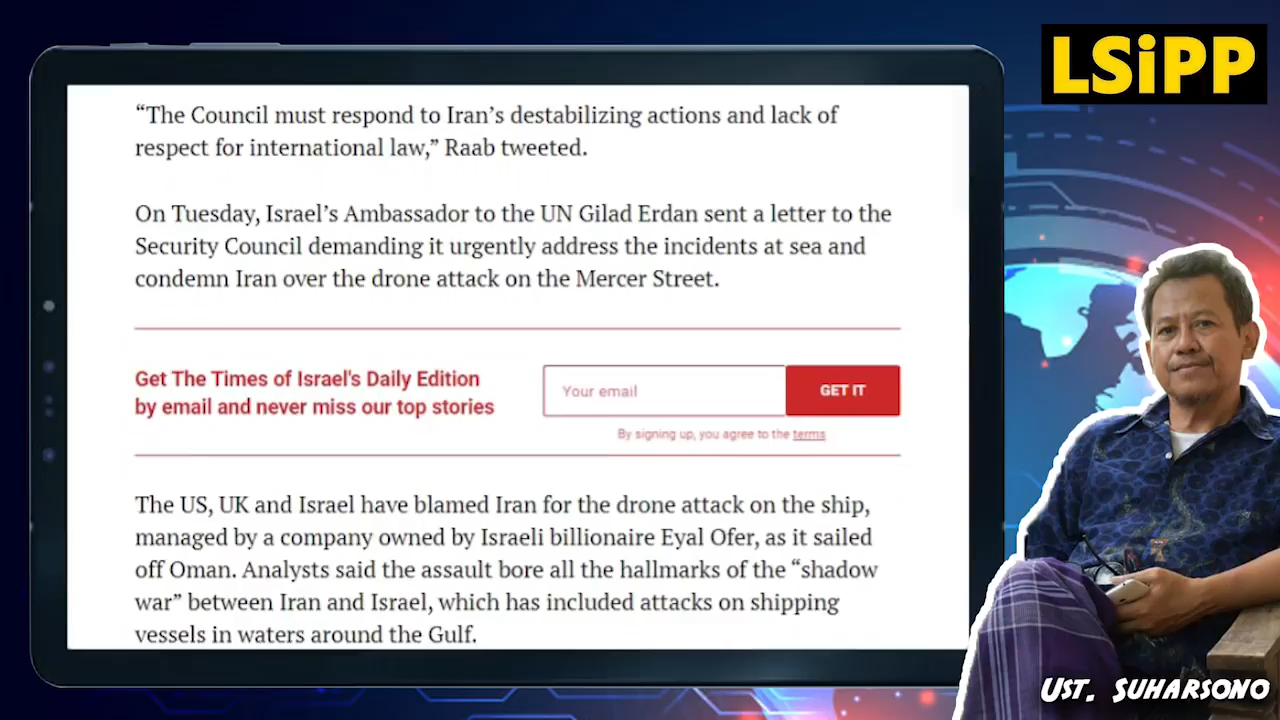 LSiPP
“The Council must respond to Iran’s destabilizing actions and lack of
respect for international law,” Raab tweeted.
On Tuesday, Israel’s Ambassador to the UN Gilad Erdan sent a letter to the
Security Council demanding it urgently address the incidents at sea and
condemn Iran over the drone attack on the Mercer Street.
Get The Times of Israel's Daily Edition
by email and never miss our top stories
Your email
GET IT
By signing up, you agree to the terms
The US, UK and Israel have blamed Iran for the drone attack on the ship,
managed by a company owned by Israeli billionaire Eyal Ofer, as it sailed
off Oman. Analysts said the assault bore all the hallmarks of the “shadow
war” between Iran and Israel, which has included attacks on shipping
vessels in waters around the Gulf.
UST. SUHARSONO